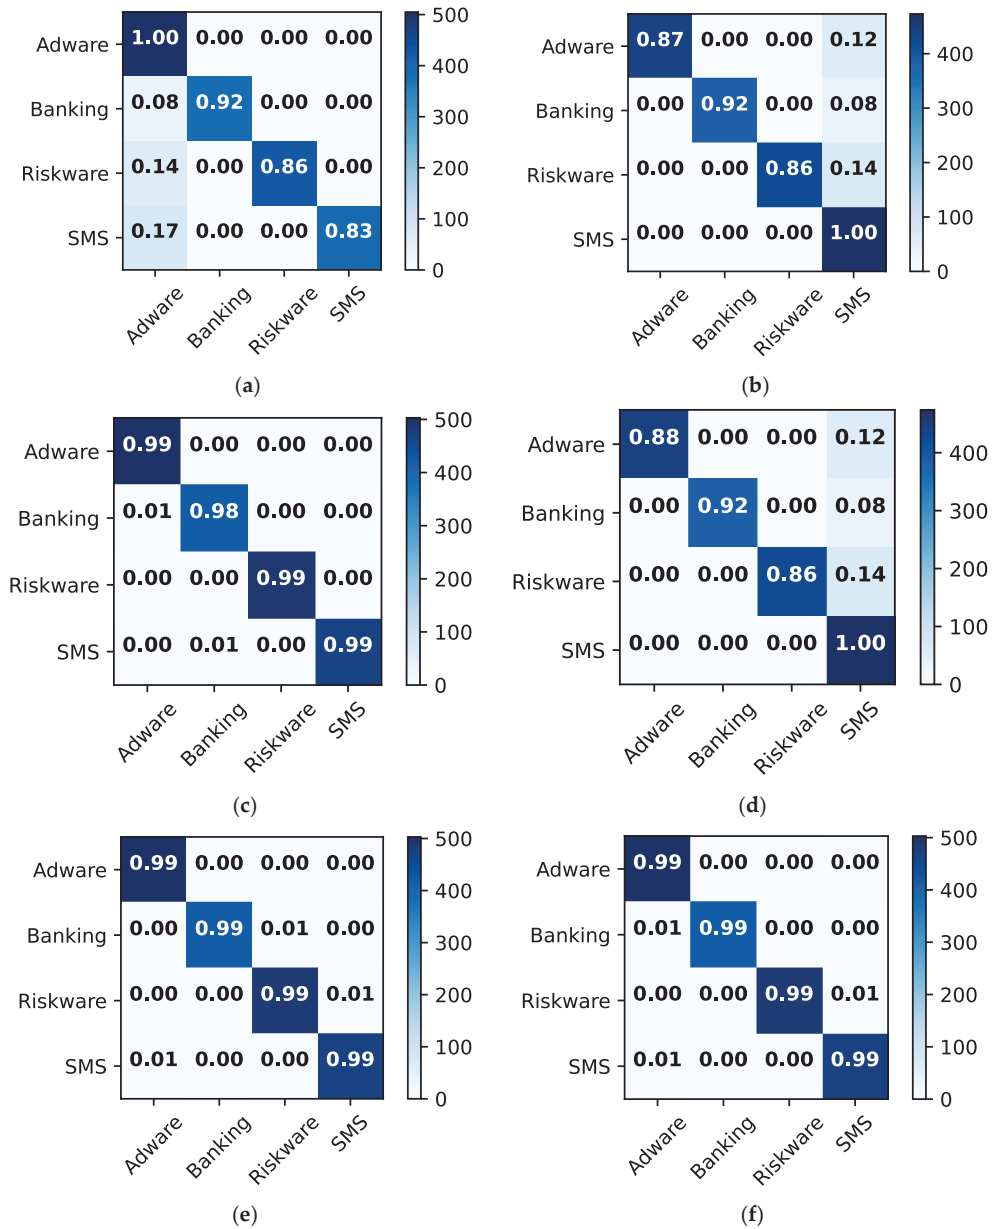 Adware 1.00 0.00 0.00 0.00
Banking 0.08 0.92 0.00 0.00
Riskware 0.14 0.00 0.86 0.00
SMS 0.17 0.00 0.00 0.83
Adware Banking Riskware SMS
500
400
300
200
100
0
(a)
Adware 0.87 0.00 0.00 0.12
Banking 0.00 0.92 0.00 0.08
Riskware 0.00 0.00 0.86 0.14
SMS 0.00 0.00 0.00 1.00
Adware Banking Riskware SMS
400
300
200
100
0
(b)
Adware 0.99 0.00 0.00 0.00
Banking 0.01 0.98 0.00 0.00
Riskware 0.00 0.00 0.99 0.00
SMS 0.00 0.01 0.00 0.99
Adware Banking Riskware SMS
500
400
300
200
100
0
(c)
Adware 0.88 0.00 0.00 0.12
Banking 0.00 0.92 0.00 0.08
Riskware 0.00 0.00 0.86 0.14
SMS 0.00 0.00 0.00 1.00
Adware Banking Riskware SMS
400
300
200
100
0
(d)
Adware 0.99 0.00 0.00 0.00
Banking 0.00 0.99 0.01 0.00
Riskware 0.00 0.00 0.99 0.01
SMS 0.01 0.00 0.00 0.99
Adware Banking Riskware SMS
500
400
300
200
100
0
(e)
Adware 0.99 0.00 0.00 0.00
Banking 0.01 0.99 0.00 0.00
Riskware 0.00 0.00 0.99 0.01
SMS 0.01 0.00 0.00 0.99
Adware Banking Riskware SMS
500
400
300
200
100
0
(f)